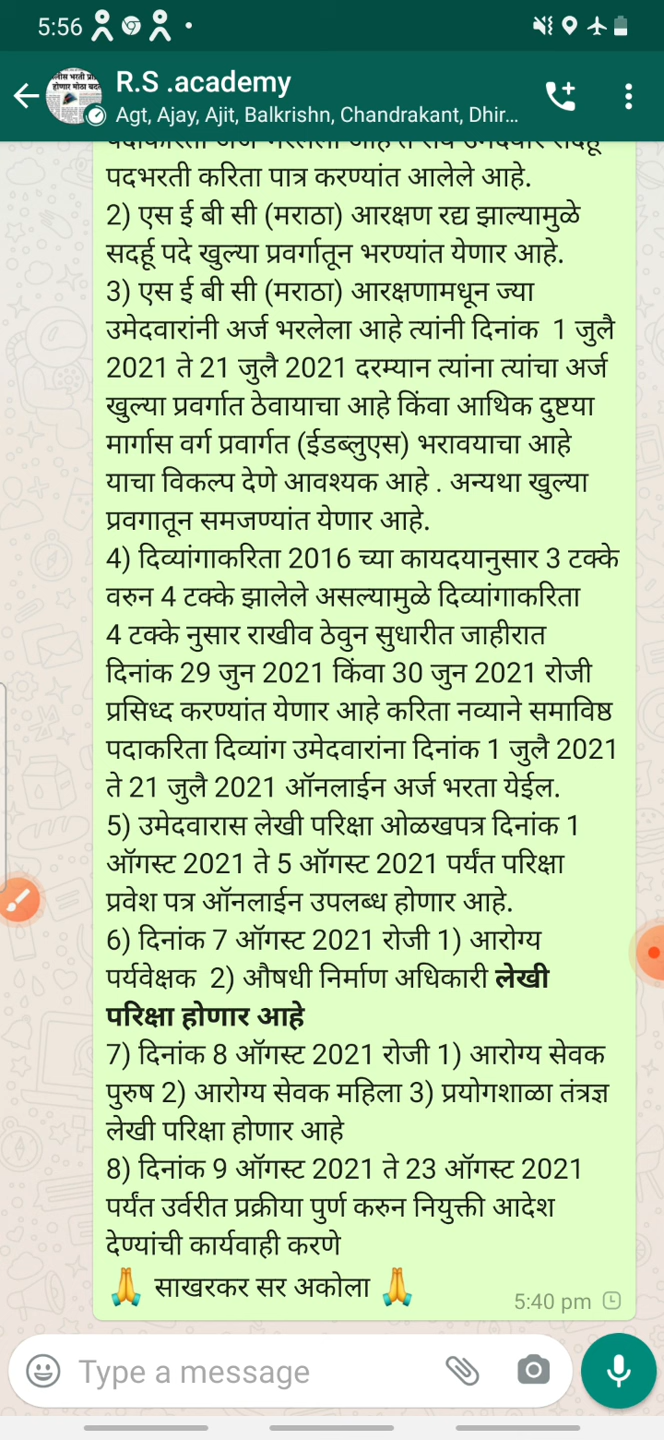 5:56
R.S .academy
Agt, Ajay, Ajit, Balkrishn, Chandrakant, Dhir...
पदभरती करिता पात्र करण्यांत आलेले आहे.
2) एस ई बी सी (मराठा) आरक्षण रद्य झाल्यामुळे
सदर्हू पदे खुल्या प्रवर्गातून भरण्यांत येणार आहे.
3) एस ई बी सी (मराठा) आरक्षणामधून ज्या
उमेदवारांनी अर्ज भरलेला आहे त्यांनी दिनांक 1 जुलै
2021 ते 21 जुलै 2021 दरम्यान त्यांना त्यांचा अर्ज
खुल्या प्रवर्गात ठेवायाचा आहे किंवा आथिक दुष्टया
मार्गास वर्ग प्रवार्गत (ईडब्लुएस) भरावयाचा आहे
याचा विकल्प देणे आवश्यक आहे . अन्यथा खुल्या
प्रवगातून समजण्यांत येणार आहे.
4) दिव्यांगाकरिता 2016 च्या कायदयानुसार 3 टक्के
वरुन 4 टक्के झालेले असल्यामुळे दिव्यांगाकरिता
4 टक्के नुसार राखीव ठेवुन सुधारीत जाहीरात
दिनांक 29 जुन 2021 किंवा 30 जुन 2021 रोजी
प्रसिध्द करण्यांत येणार आहे करिता नव्याने समाविष्ठ
पदाकरिता दिव्यांग उमेदवारांना दिनांक 1 जुलै 2021
ते 21 जुलै 2021 ऑनलाईन अर्ज भरता येईल.
5) उमेदवारास लेखी परिक्षा ओळखपत्र दिनांक 1
ऑगस्ट 2021 ते 5 ऑगस्ट 2021 पर्यंत परिक्षा
प्रवेश पत्र ऑनलाईन उपलब्ध होणार आहे.
6) दिनांक 7 ऑगस्ट 2021 रोजी 1) आरोग्य
पर्यवेक्षक 2) औषधी निर्माण अधिकारी लेखी
परिक्षा होणार आहे
7) दिनांक 8 ऑगस्ट 2021 रोजी 1) आरोग्य सेवक
पुरुष 2) आरोग्य सेवक महिला 3) प्रयोगशाळा तंत्रज्ञ
लेखी परिक्षा होणार आहे
8) दिनांक 9 ऑगस्ट 2021 ते 23 ऑगस्ट 2021
पर्यंत उर्वरीत प्रक्रीया पुर्ण करुन नियुक्ती आदेश
देण्यांची कार्यवाही करणे
🙏 साखरकर सर अकोला 🙏
5:40 pm
Type a message